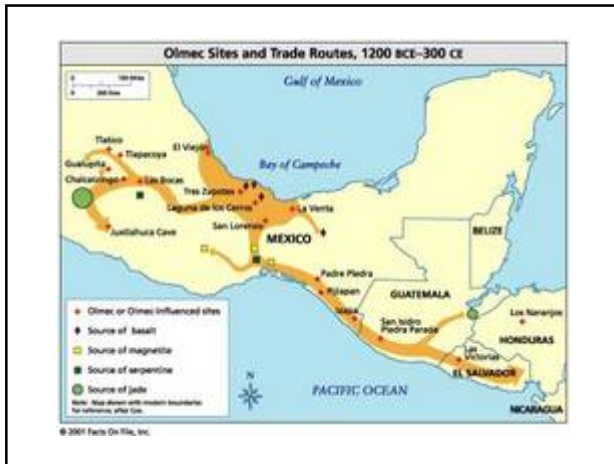 Olmec Sites and Trade Routes, 1200 BCE–300 CE
Gulf of Mexico
Tlatilco
Tlapacoya
El Viejón
Gualupita
Bay of Campeche
Chalcatzingo
Las Bocas
Tres Zapotes
Laguna de los Cerros
La Venta
San Lorenzo
Juxtlahuaca Cave
MEXICO
BELIZE
Padre Piedra
Pijijiapan
GUATEMALA
Izapa
Los Naranjos
San Isidro
Piedra Parada
HONDURAS
Las
Victorias
EL SALVADOR
PACIFIC OCEAN
N
NICARAGUA
Olmec or Olmec influenced sites
Source of basalt
Source of magnetite
Source of serpentine
Source of jade
Note: Map shown with modern boundaries
for reference, after Coe.
© 2001 Facts On File, Inc.